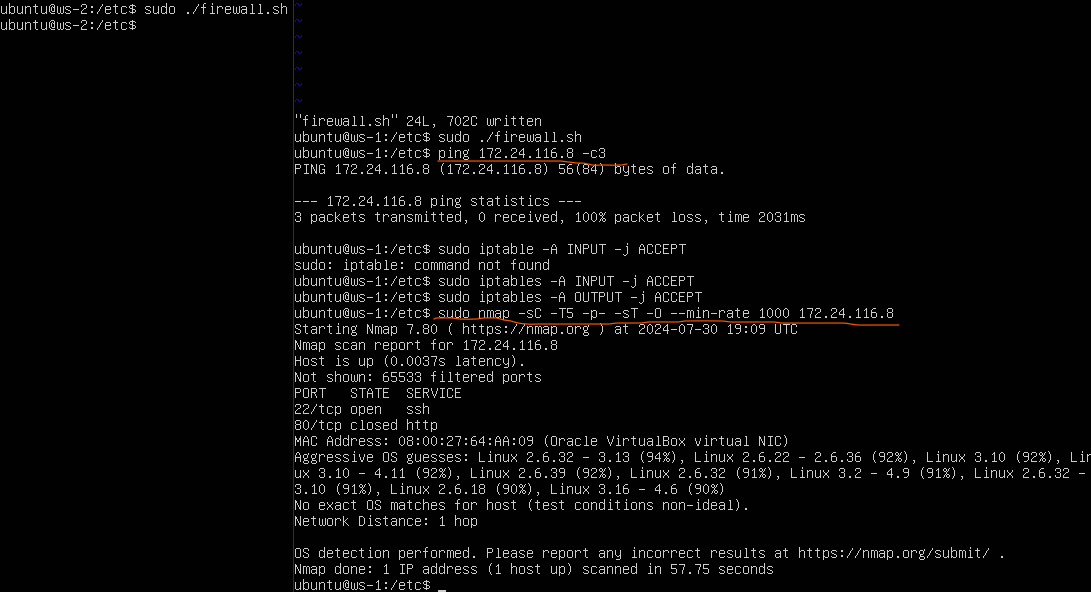 ubuntu@ws-2:/etc$ sudo ./firewall.sh
ubuntu@ws-2:/etc$
~
~
~
~
~
~
~
"firewall.sh" 24L, 702C written
ubuntu@ws-1:/etc$ sudo ./firewall.sh
ubuntu@ws-1:/etc$ ping 172.24.116.8 -c3
PING 172.24.116.8 (172.24.116.8) 56(84) bytes of data.
--- 172.24.116.8 ping statistics ---
3 packets transmitted, 0 received, 100% packet loss, time 2031ms
ubuntu@ws-1:/etc$ sudo iptable -A INPUT -j ACCEPT
sudo: iptable: command not found
ubuntu@ws-1:/etc$ sudo iptables -A INPUT -j ACCEPT
ubuntu@ws-1:/etc$ sudo iptables -A OUTPUT -j ACCEPT
ubuntu@ws-1:/etc$ sudo nmap -sC -T5 -p- -sT -O --min-rate 1000 172.24.116.8
Starting Nmap 7.80 ( https://nmap.org ) at 2024-07-30 19:09 UTC
Nmap scan report for 172.24.116.8
Host is up (0.0037s latency).
Not shown: 65533 filtered ports
PORT   STATE  SERVICE
22/tcp open   ssh
80/tcp closed http
MAC Address: 08:00:27:64:AA:09 (Oracle VirtualBox virtual NIC)
Aggressive OS guesses: Linux 2.6.32 - 3.13 (94%), Linux 2.6.22 - 2.6.36 (92%), Linux 3.10 (92%), Lin
ux 3.10 - 4.11 (92%), Linux 2.6.39 (92%), Linux 2.6.32 (91%), Linux 3.2 - 4.9 (91%), Linux 2.6.32 -
3.10 (91%), Linux 2.6.18 (90%), Linux 3.16 - 4.6 (90%)
No exact OS matches for host (test conditions non-ideal).
Network Distance: 1 hop
OS detection performed. Please report any incorrect results at https://nmap.org/submit/ .
Nmap done: 1 IP address (1 host up) scanned in 57.75 seconds
ubuntu@ws-1:/etc$ _